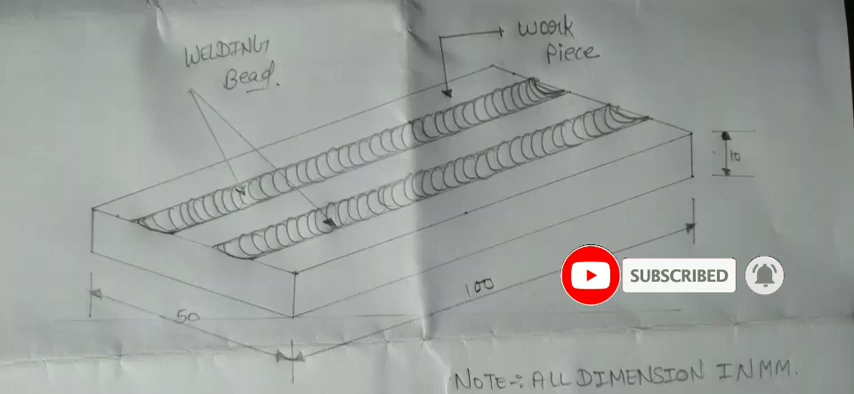 WELDING
Bead.
Work
Piece
10
50
100
SUBSCRIBED
NOTE-: ALL DIMENSION IN MM.